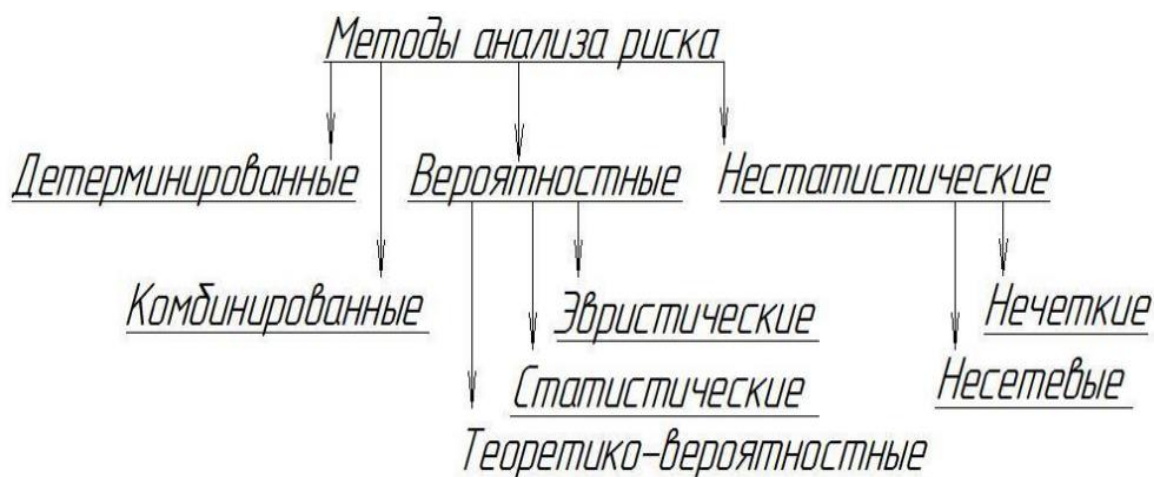 Методы анализа риска
Детерминированные
Вероятностные
Нестатистические
Комбинированные
Эвристические
Нечеткие
Статистические
Несетевые
Теоретико-вероятностные